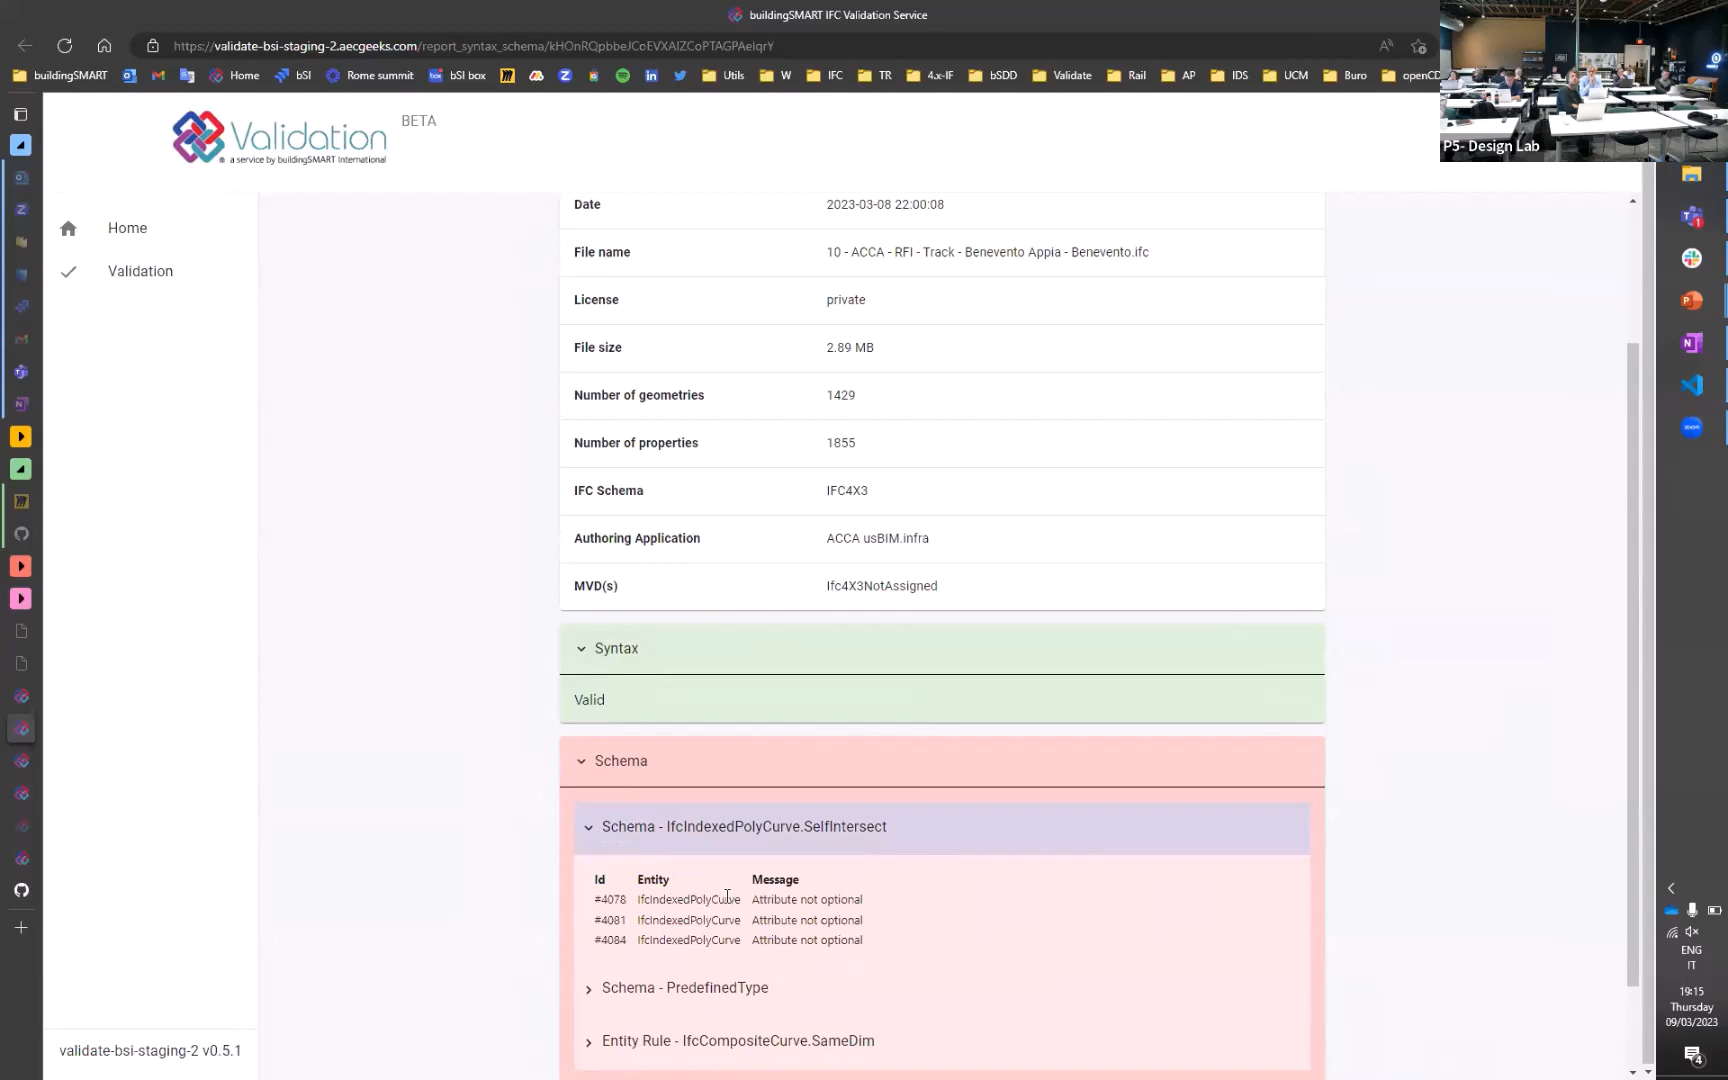 buildingSMART IFC Validation Service
https://validate-bsi-staging-2.aecgeeks.com/report_syntax_schema/kHOnRQpbbeJCoEVXAIZCoPTAGPAeIqrY
buildingSMART Home bSI Rome summit bSI box Utils W IFC TR 4.x-IF bSDD Validate Rail AP IDS UCM Buro openCD
P5- Design Lab
Validation
BETA
a service by buildingSMART International
Home
Validation
Date 2023-03-08 22:00:08
File name 10 - ACCA - RFI - Track - Benevento Appia - Benevento.ifc
License private
File size 2.89 MB
Number of geometries 1429
Number of properties 1855
IFC Schema IFC4X3
Authoring Application ACCA usBIM.infra
MVD(s) Ifc4X3NotAssigned
Syntax
Valid
Schema
Schema - IfcIndexedPolyCurve.SelfIntersect
Id Entity Message
#4078 IfcIndexedPolyCurve Attribute not optional
#4081 IfcIndexedPolyCurve Attribute not optional
#4084 IfcIndexedPolyCurve Attribute not optional
Schema - PredefinedType
Entity Rule - IfcCompositeCurve.SameDim
validate-bsi-staging-2 v0.5.1
ENG
IT
19:15
Thursday
09/03/2023
4